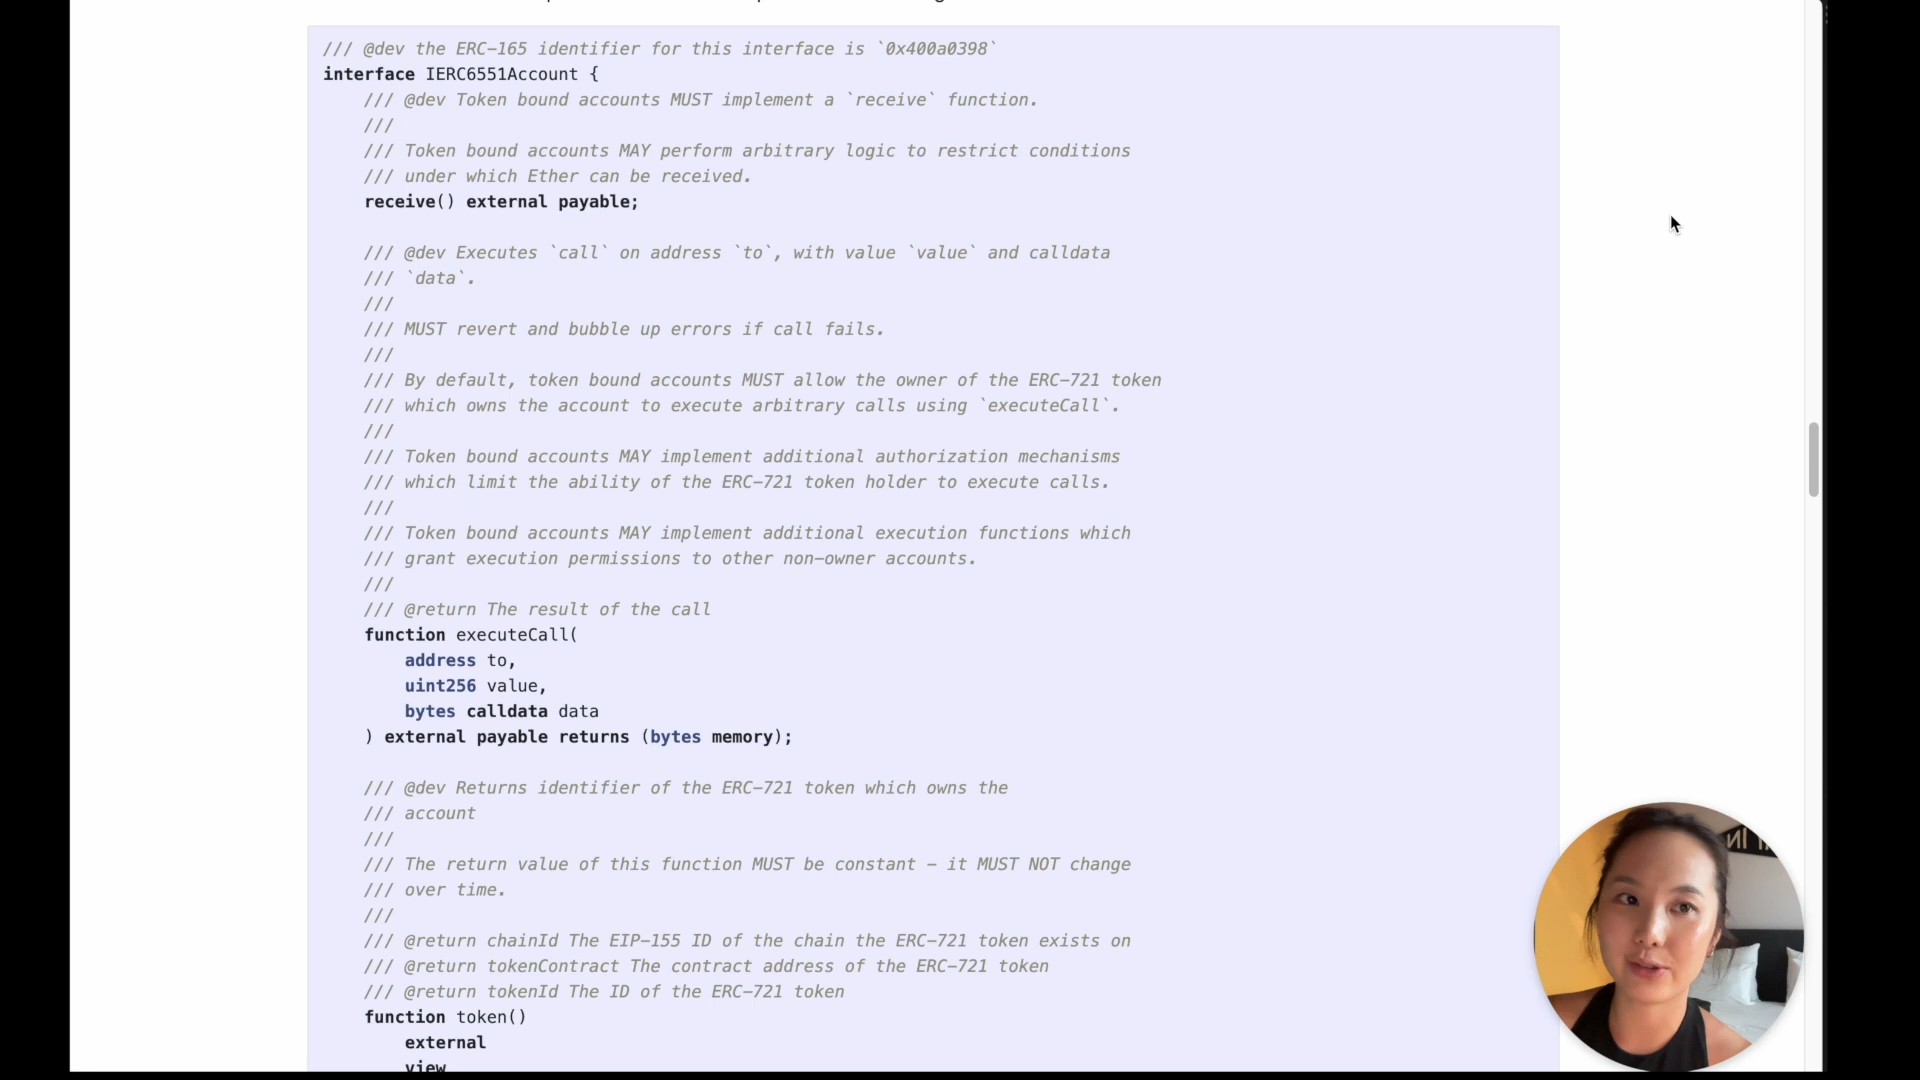 /// @dev the ERC-165 identifier for this interface is `0x400a0398`
interface IERC6551Account {
/// @dev Token bound accounts MUST implement a `receive` function.
///
/// Token bound accounts MAY perform arbitrary logic to restrict conditions
/// under which Ether can be received.
receive() external payable;
/// @dev Executes `call` on address `to`, with value `value` and calldata
/// `data`.
///
/// MUST revert and bubble up errors if call fails.
///
/// By default, token bound accounts MUST allow the owner of the ERC-721 token
/// which owns the account to execute arbitrary calls using `executeCall`.
///
/// Token bound accounts MAY implement additional authorization mechanisms
/// which limit the ability of the ERC-721 token holder to execute calls.
///
/// Token bound accounts MAY implement additional execution functions which
/// grant execution permissions to other non-owner accounts.
///
/// @return The result of the call
function executeCall(
address to,
uint256 value,
bytes calldata data
) external payable returns (bytes memory);
/// @dev Returns identifier of the ERC-721 token which owns the
/// account
///
/// The return value of this function MUST be constant - it MUST NOT change
/// over time.
///
/// @return chainId The EIP-155 ID of the chain the ERC-721 token exists on
/// @return tokenContract The contract address of the ERC-721 token
/// @return tokenId The ID of the ERC-721 token
function token()
external
view